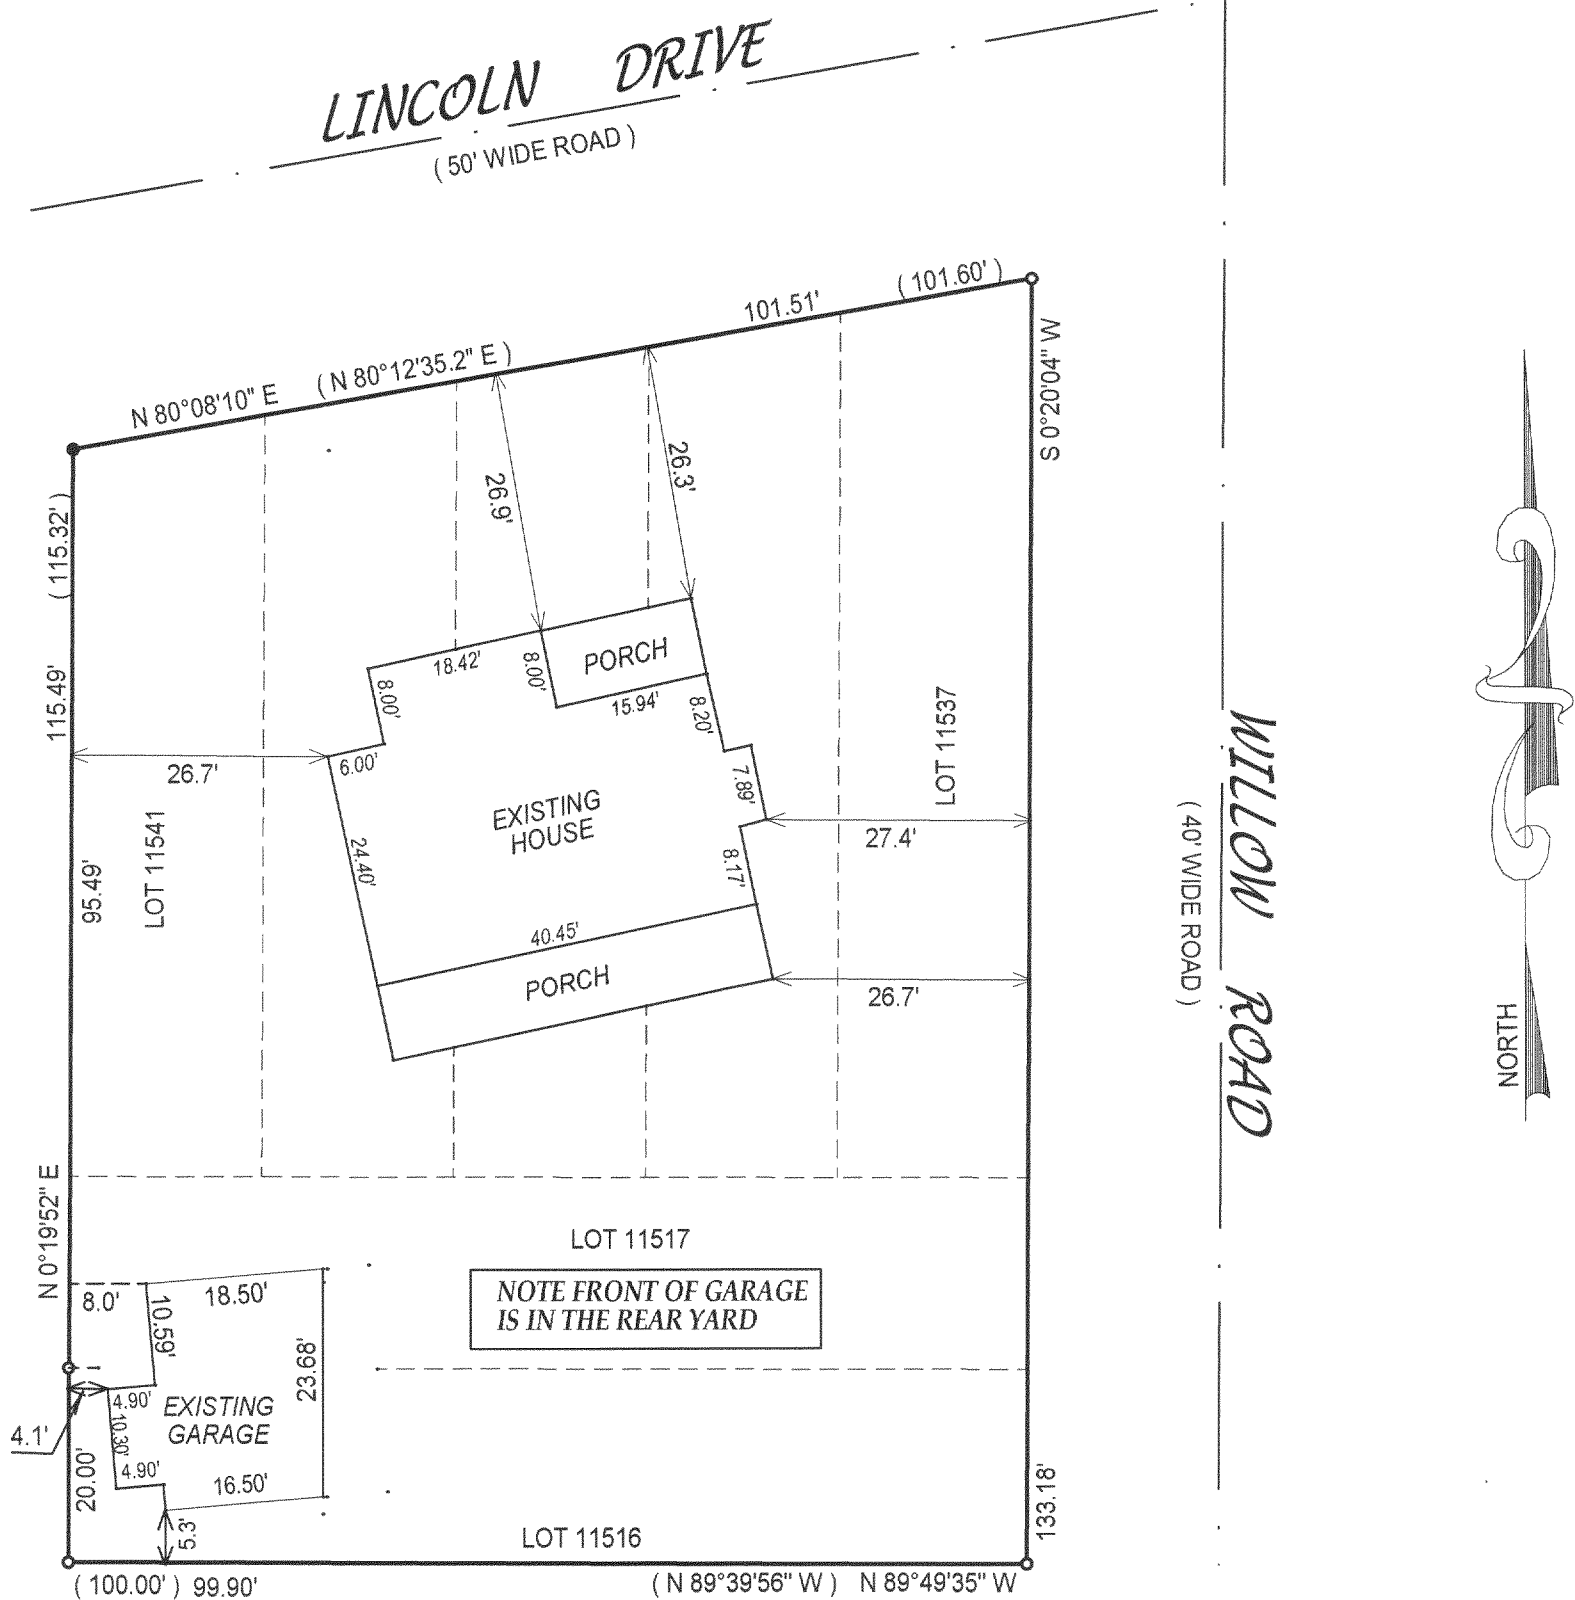 LINCOLN DRIVE
( 50' WIDE ROAD )
101.51' ( 101.60' )
N 80°08'10" E ( N 80°12'35.2" E )
S 0°20'04" W
( 115.32' )
115.49'
26.9'
26.3'
18.42'
8.00'
PORCH
15.94'
8.00'
8.20'
6.00'
26.7'
7.89'
EXISTING
HOUSE
27.4'
LOT 11537
24.40'
8.17'
LOT 11541
95.49'
40.45'
PORCH
26.7'
WILLOW ROAD
( 40' WIDE ROAD )
NORTH
N 0°19'52" E
LOT 11517
NOTE FRONT OF GARAGE
IS IN THE REAR YARD
8.0'
18.50'
10.59'
23.68'
4.90'
EXISTING
GARAGE
10.30'
4.1'
4.90'
16.50'
20.00'
5.3'
LOT 11516
133.18'
( 100.00' ) 99.90'
( N 89°39'56" W ) N 89°49'35" W